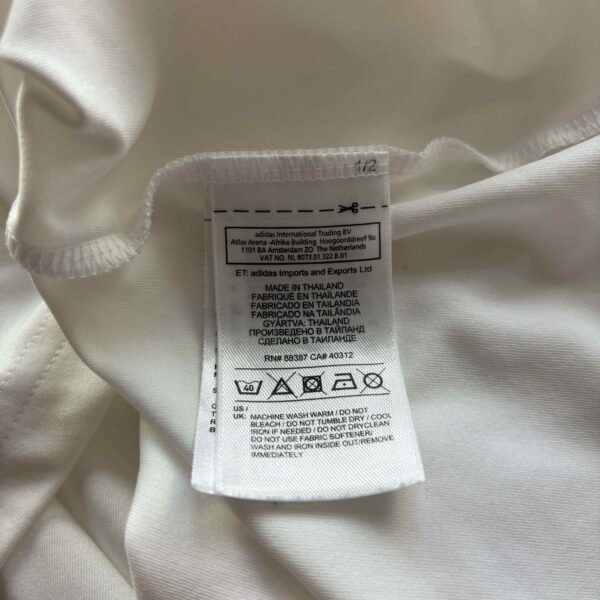 1/2
adidas International Trading BV
Atlas Arena -Afrika Building Hoogoorddreef 9a
1101 BA Amsterdam ZO The Netherlands
VAT NO. NL 8073.01.322.B.01
ET: adidas Imports and Exports Ltd
MADE IN THAILAND
FABRIQUÉ EN THAÏLANDE
FABRICADO EN TAILANDIA
FABRICADO NA TAILÂNDIA
GYÁRTVA: THAILAND
ПРОИЗВЕДЕНО В ТАИЛАНД
СДЕЛАНО В ТАИЛАНДЕ
RN# 88387 CA# 40312
40
US /
UK: MACHINE WASH WARM / DO NOT
BLEACH / DO NOT TUMBLE DRY / COOL
IRON IF NEEDED / DO NOT DRYCLEAN
DO NOT USE FABRIC SOFTENER/
WASH AND IRON INSIDE OUT/REMOVE
IMMEDIATELY